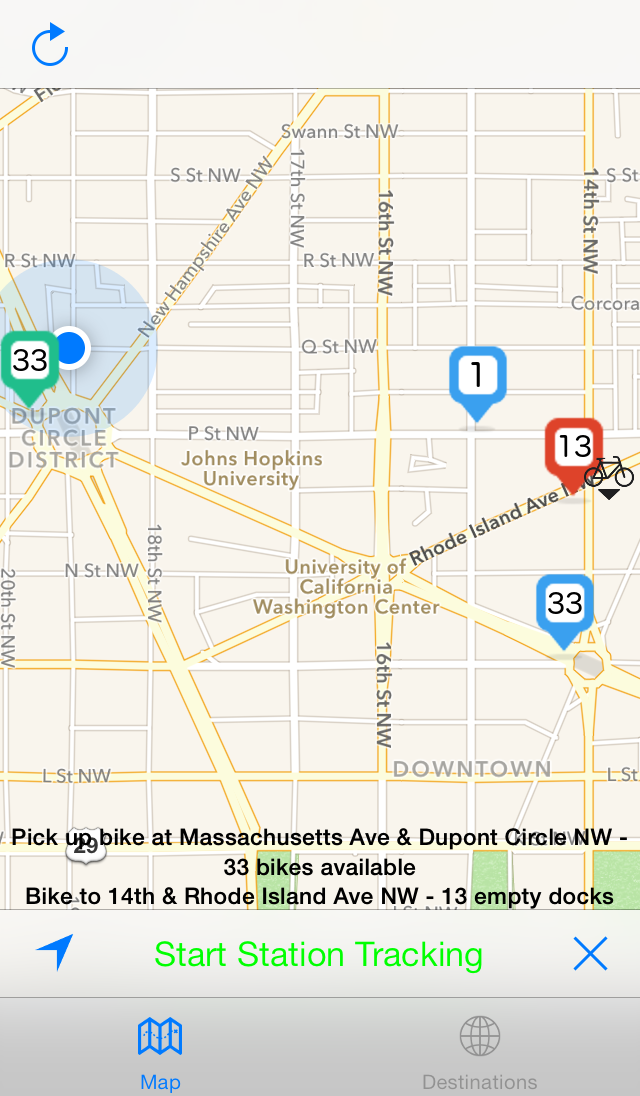 Swann St NW
S St NW
17th St NW
New Hampshire Ave NW
16th St NW
14th St NW
S St
R St NW
R St NW
Corcora
Q St NW
33
1
DUPONT
CIRCLE
DISTRICT
P St NW
13
Johns Hopkins
University
Rhode Island Ave NW
University of
California
Washington Center
N St NW
18th St NW
20th St NW
33
16th St NW
DOWNTOWN
L St NW
L St
29
Pick up bike at Massachusetts Ave & Dupont Circle NW -
33 bikes available
Bike to 14th & Rhode Island Ave NW - 13 empty docks
Start Station Tracking
Map
Destinations